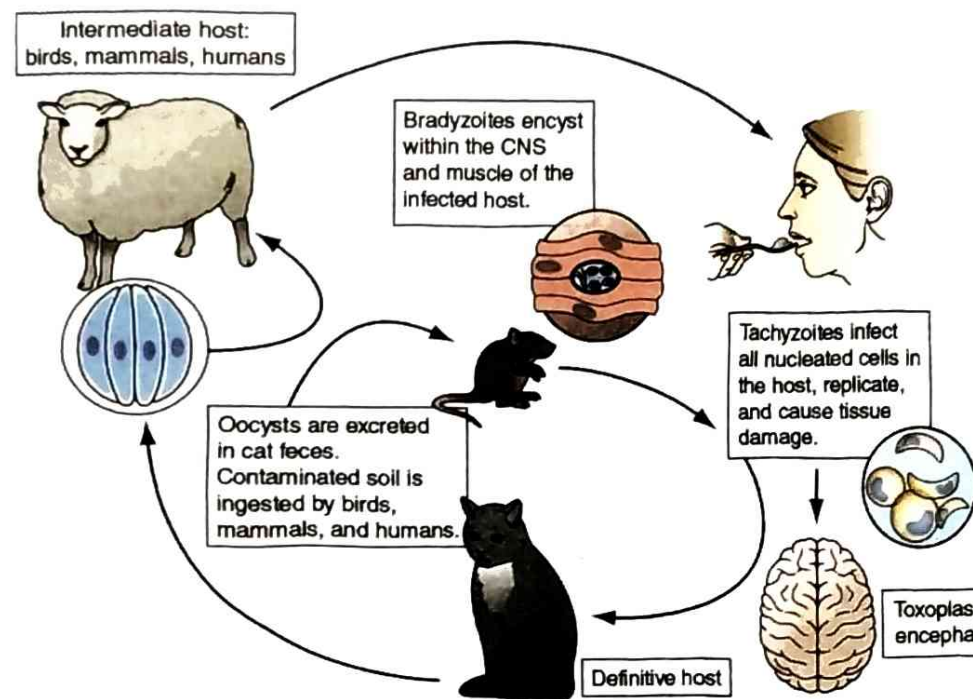 Intermediate host:
birds, mammals, humans
Bradyzoites encyst
within the CNS
and muscle of the
infected host.
Tachyzoites infect
all nucleated cells in
the host, replicate,
and cause tissue
damage.
Oocysts are excreted
in cat feces.
Contaminated soil is
ingested by birds,
mammals, and humans.
Toxoplas
encepha
Definitive host